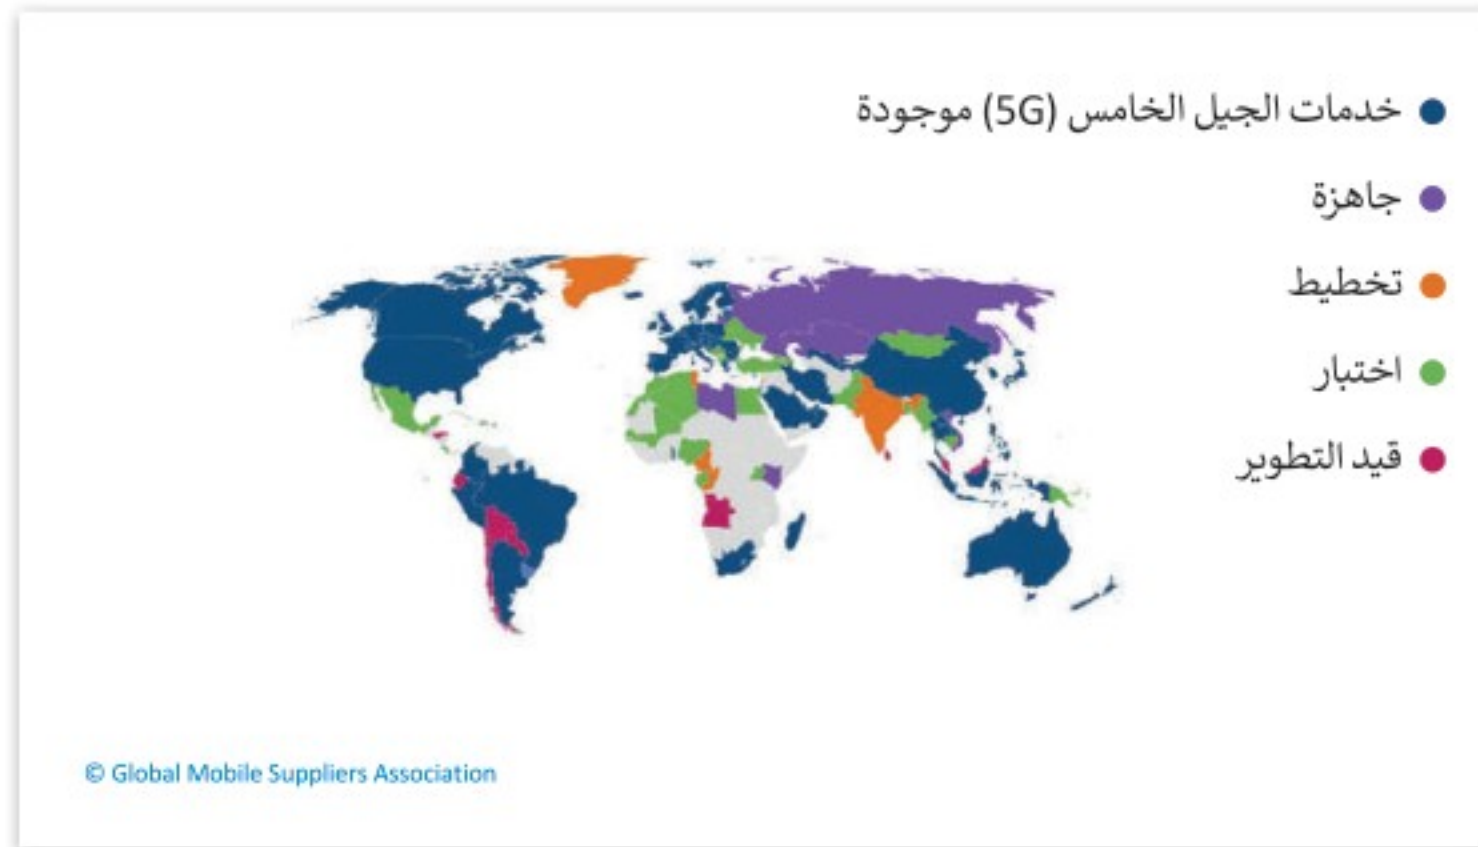 خدمات الجيل الخامس (5G) موجودة
جاهزة
تخطيط
اختبار
قيد التطوير
© Global Mobile Suppliers Association